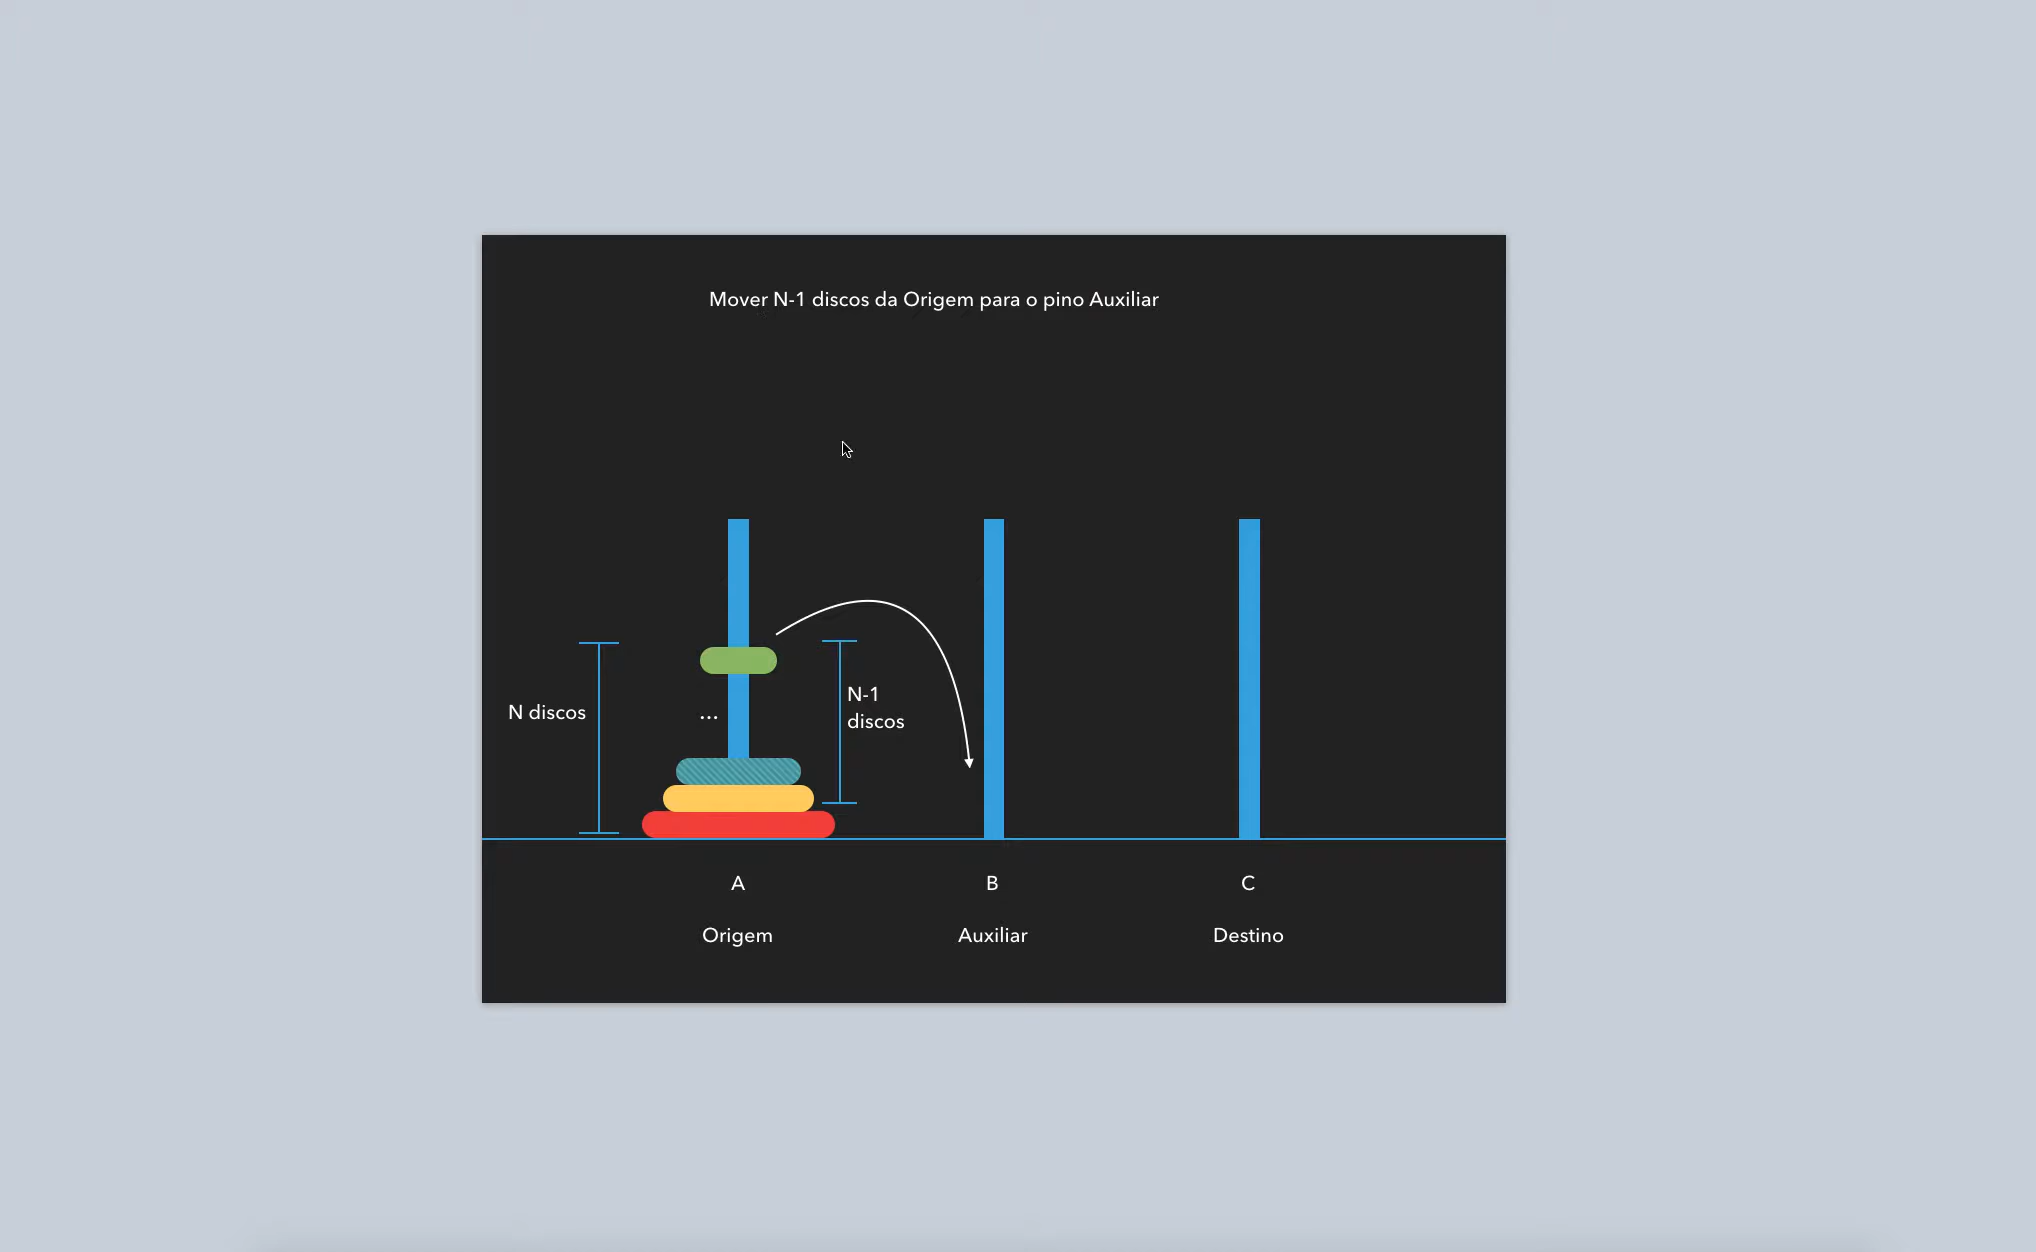 Mover N-1 discos da Origem para o pino Auxiliar
N discos
...
N-1
discos
A
B
C
Origem
Auxiliar
Destino